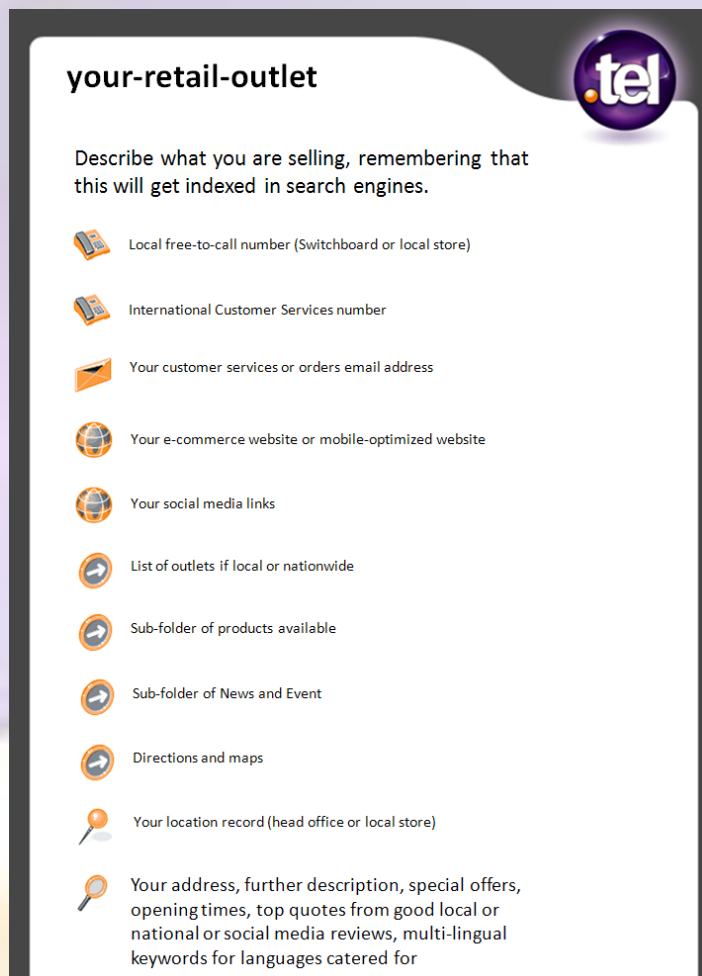 your-retail-outlet
.tel
Describe what you are selling, remembering that
this will get indexed in search engines.
Local free-to-call number (Switchboard or local store)
International Customer Services number
Your customer services or orders email address
Your e-commerce website or mobile-optimized website
Your social media links
List of outlets if local or nationwide
Sub-folder of products available
Sub-folder of News and Event
Directions and maps
Your location record (head office or local store)
Your address, further description, special offers,
opening times, top quotes from good local or
national or social media reviews, multi-lingual
keywords for languages catered for